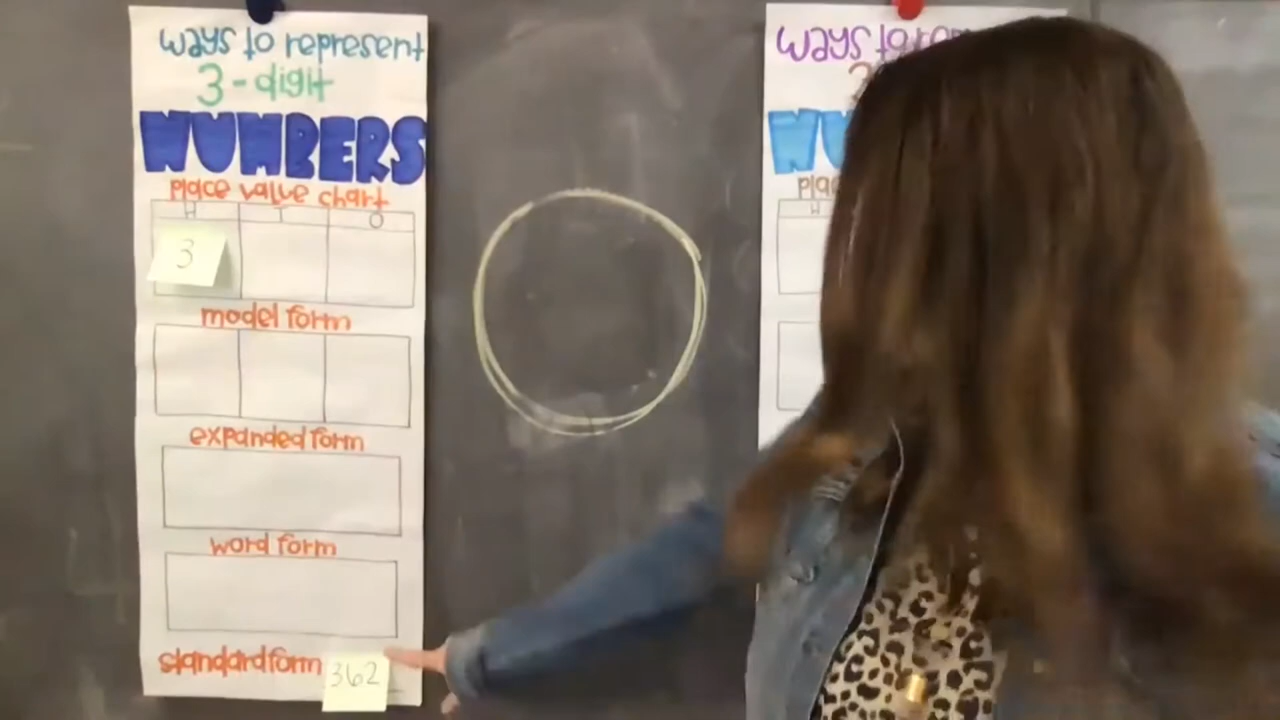 ways to represent
3-digit
NUMBERS
place value chart
H T O
3
model form
expanded form
word form
standard form 362
ways to
NU
H